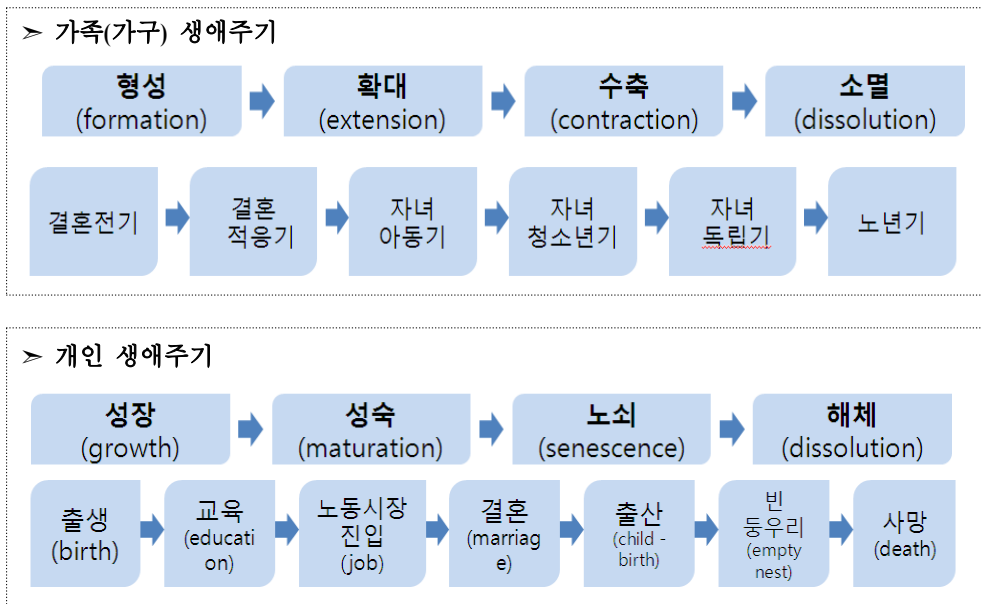 ➢ 가족(가구) 생애주기
형성 확대 수축 소멸
(formation) (extension) (contraction) (dissolution)
결혼전기
결혼
적응기
자녀
아동기
자녀
청소년기
자녀
독립기
노년기
➢ 개인 생애주기
성장 성숙 노쇠 해체
(growth) (maturation) (senescence) (dissolution)
출생
(birth)
교육
(educati
on)
노동시장
진입
(job)
결혼
(marriag
e)
출산
(child -
birth)
빈
둥우리
(empty
nest)
사망
(death)